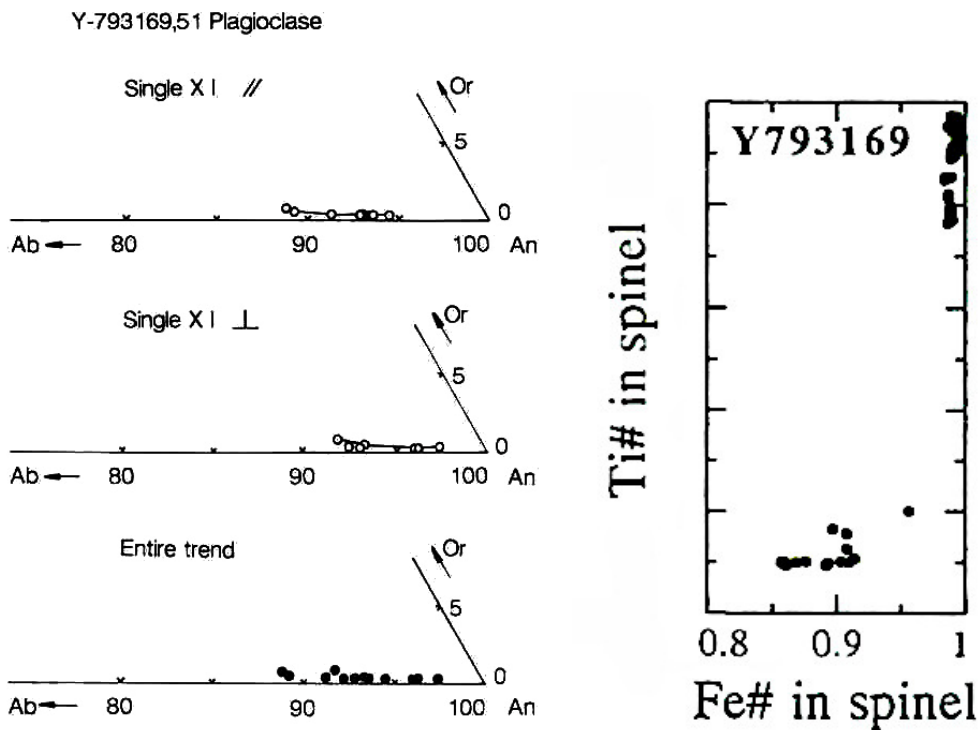 Y-793169,51 Plagioclase
Single X l //
Or
5
0
Ab ← 80 90 100 An
Single X l ⊥
Or
5
0
Ab ← 80 90 100 An
Entire trend
Or
5
0
Ab ← 80 90 100 An
Y793169
Ti# in spinel
0.8 0.9 1
Fe# in spinel